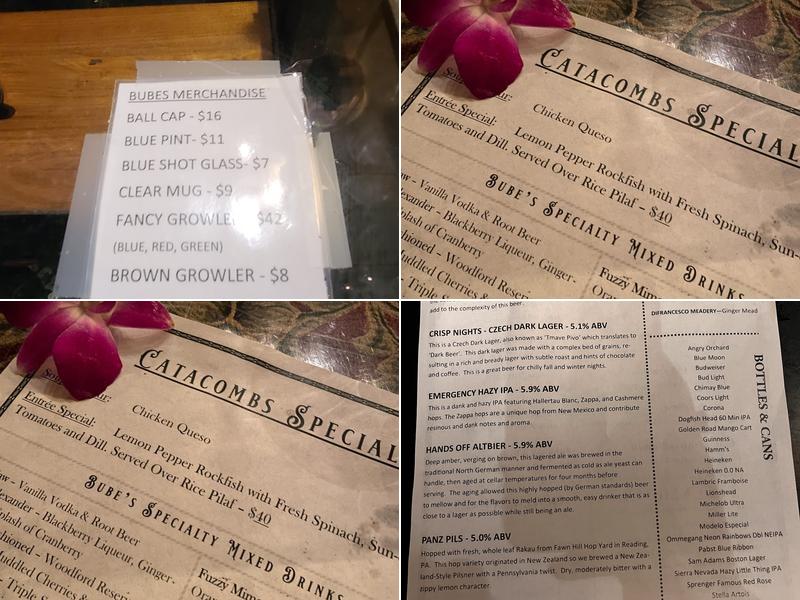 BUBES MERCHANDISE
BALL CAP - $16
BLUE PINT- $11
BLUE SHOT GLASS- $7
CLEAR MUG - $9
FANCY GROWLER $42
(BLUE, RED, GREEN)
BROWN GROWLER - $8
CATACOMBS SPECIAL
Chicken Queso
Entrée Special: Lemon Pepper Rockfish with Fresh Spinach, Sun-
Tomatoes and Dill. Served Over Rice Pilaf - $40
BUBE'S SPECIALTY MIXED DRINKS
- Vanilla Vodka & Root Beer
- Blackberry Liqueur, Ginger-
Splash of Cranberry
- Woodford Reser
Muddled Cherries &
- Triple
Fuzzy Mim
Ora
CATACOMBS SPECIAL
Chicken Queso
Entrée Special: Lemon Pepper Rockfish with Fresh Spinach, Sun-
Tomatoes and Dill. Served Over Rice Pilaf - $40
BUBE'S SPECIALTY MIXED DRINKS
- Vanilla Vodka & Root Beer
- Blackberry Liqueur, Ginger-
plash of Cranberry
- Woodford Reser
Muddled Cherries &
- Triple S
Fuzzy Mim
Oran
add to the complexity of this beer.
CRISP NIGHTS - CZECH DARK LAGER - 5.1% ABV
This is a Czech Dark Lager, also known as 'Tmave Pivo' which translates to
'Dark Beer'. This dark lager was made with a complex bed of grains, re-
sulting in a rich and bready lager with subtle roast and hints of chocolate
and coffee. This is a great beer for chilly fall and winter nights.
EMERGENCY HAZY IPA - 5.9% ABV
This is a dank and hazy IPA featuring Hallertau Blanc, Zappa, and Cashmere
hops. The Zappa hops are a unique hop from New Mexico and contribute
resinous and dank notes and aroma.
HANDS OFF ALTBIER - 5.9% ABV
Deep amber, verging on brown, this lagered ale was brewed in the
traditional North German manner and fermented as cold as ale yeast can
handle, then aged at cellar temperatures for four months before
serving. The aging allowed this highly hopped (by German standards) beer
to mellow and for the flavors to meld into a smooth, easy drinker that is as
close to a lager as possible while still being an ale.
PANZ PILS - 5.0% ABV
Hopped with fresh, whole leaf Rakau from Fawn Hill Hop Yard in Reading,
PA. This hop variety originated in New Zealand so we brewed a New Zea-
land-Style Pilsner with a Pennsylvania twist. Dry, moderately bitter with a
zippy lemon character.
DIFRANCESCO MEADERY—Ginger Mead
BOTTLES & CANS
Angry Orchard
Blue Moon
Budweiser
Bud Light
Chimay Blue
Coors Light
Corona
Dogfish Head 60 Min IPA
Golden Road Mango Cart
Guinness
Hamm's
Heineken
Heineken 0.0 NA
Lambric Framboise
Lionshead
Michelob Ultra
Miller Lite
Modelo Especial
Ommegang Neon Rainbows Dbl NEIPA
Pabst Blue Ribbon
Sam Adams Boston Lager
Sierra Nevada Hazy Little Thing IPA
Sprenger Famous Red Rose
Stella Artois